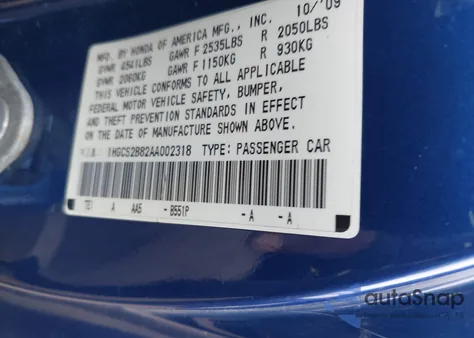 MFD. BY HONDA OF AMERICA MFG., INC. 10/'09
GVWR 4541LBS GAWR F 2535LBS R 2050LBS
GVWR 2060KG GAWR F 1150KG R 930KG
THIS VEHICLE CONFORMS TO ALL APPLICABLE
FEDERAL MOTOR VEHICLE SAFETY, BUMPER,
AND THEFT PREVENTION STANDARDS IN EFFECT
ON THE DATE OF MANUFACTURE SHOWN ABOVE.
1HGCS2B82AA002318 TYPE: PASSENGER CAR
A AA5 - B551P - A - A
autoSnap